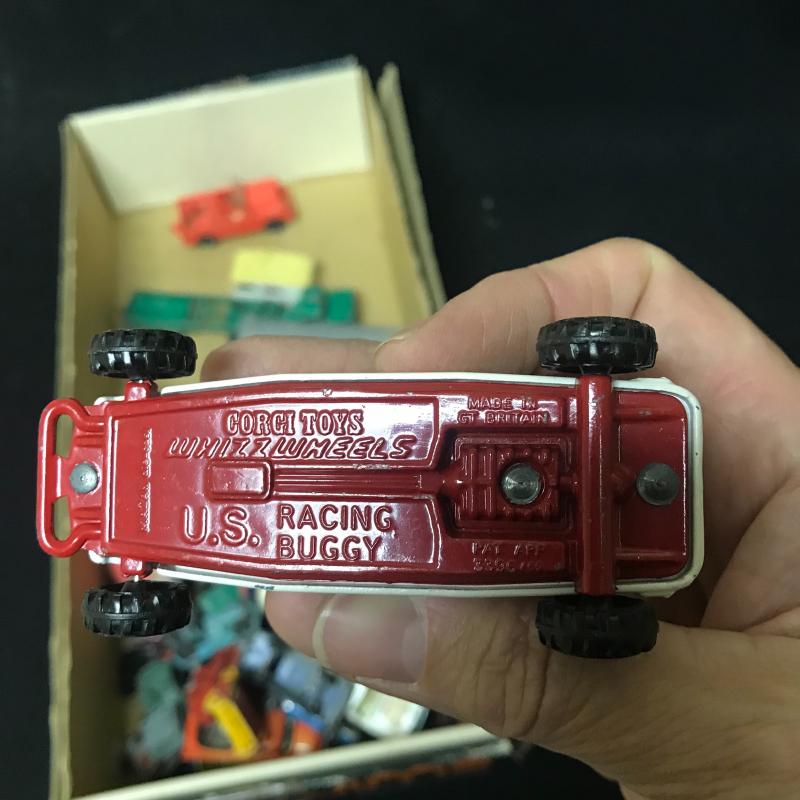 CORGI TOYS
WHIZZWHEELS
MADE IN
GT BRITAIN
U.S. RACING
BUGGY
PAT APP